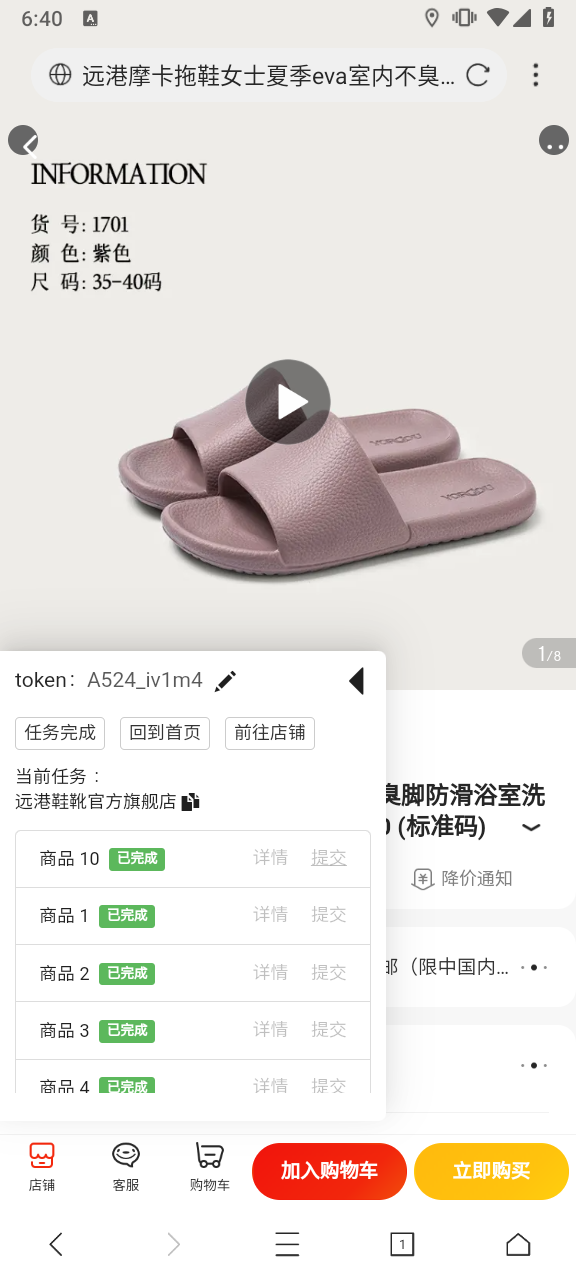 6:40
A
远港摩卡拖鞋女士夏季eva室内不臭...
INFORMATION
货 号: 1701
颜 色: 紫色
尺 码: 35-40码
1/8
token: A524_iv1m4
任务完成 回到首页 前往店铺
当前任务：
远港鞋靴官方旗舰店
商品 10 已完成 详情 提交
商品 1 已完成 详情 提交
商品 2 已完成 详情 提交
商品 3 已完成 详情 提交
商品 4 已完成 详情 提交
臭脚防滑浴室洗
(标准码)
降价通知
邮（限中国内...
店铺
客服
购物车
加入购物车
立即购买
1